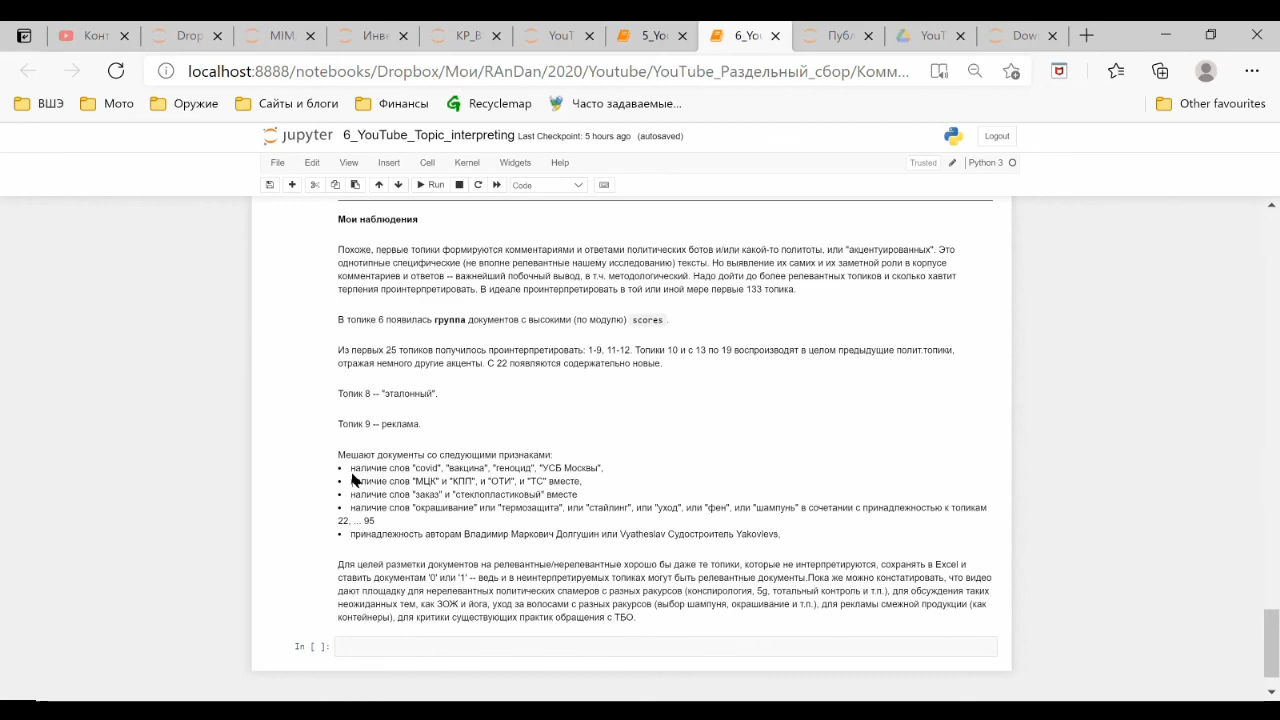 Конт
Drop
MIM
Инве
KP_B
YouT
5_You
6_You
Публ
YouT
Dow
localhost:8888/notebooks/Dropbox/Мои/RAnDan/2020/Youtube/YouTube_Раздельный_сбор/Комм...
ВШЭ
Мото
Оружие
Сайты и блоги
Финансы
Recyclemap
Часто задаваемые...
Other favourites
jupyter 6_YouTube_Topic_interpreting Last Checkpoint: 5 hours ago (autosaved)
Logout
File Edit View Insert Cell Kernel Widgets Help
Trusted
Python 3
Run
Code
Мои наблюдения
Похоже, первые топики формируются комментариями и ответами политических ботов и/или какой-то политоты, или "акцентуированных". Это
однотипные специфические (не вполне релевантные нашему исследованию) тексты. Но выявление их самих и их заметной роли в корпусе
комментариев и ответов -- важнейший побочный вывод, в т.ч. методологический. Надо дойти до более релевантных топиков и сколько хавтит
терпения проинтерпретировать. В идеале проинтерпретировать в той или иной мере первые 133 топика.
В топике 6 появилась группа документов с высокими (по модулю) scores.
Из первых 25 топиков получилось проинтерпретировать: 1-9, 11-12. Топики 10 и с 13 по 19 воспроизводят в целом предыдущие полит.топики,
отражая немного другие акценты. С 22 появляются содержательно новые.
Топик 8 -- "эталонный".
Топик 9 -- реклама.
Мешают документы со следующими признаками:
• наличие слов "covid", "вакцина", "геноцид", "УСБ Москвы",
• наличие слов "МЦК" и "КПП", и "ОТИ", и "ТС" вместе,
• наличие слов "заказ" и "стеклопластиковый" вместе
• наличие слов "окрашивание" или "термозащита", или "стайлинг", или "уход", или "фен", или "шампунь" в сочетании с принадлежностью к топикам
22, ... 95
• принадлежность авторам Владимир Маркович Долгушин или Vyatheslav Судостроитель Yakovlevs,
Для целей разметки документов на релевантные/нерелевантные хорошо бы даже те топики, которые не интерпретируются, сохранять в Excel и
ставить документам '0' или '1' -- ведь и в неинтерпретируемых топиках могут быть релевантные документы.Пока же можно констатировать, что видео
дают площадку для нерелевантных политических спамеров с разных ракурсов (конспирология, 5g, тотальный контроль и т.п.), для обсуждения таких
неожиданных тем, как ЗОЖ и йога, уход за волосами с разных ракурсов (выбор шампуня, окрашивание и т.п.), для рекламы смежной продукции (как
контейнеры), для критики существующих практик обращения с ТБО.
In [ ]: